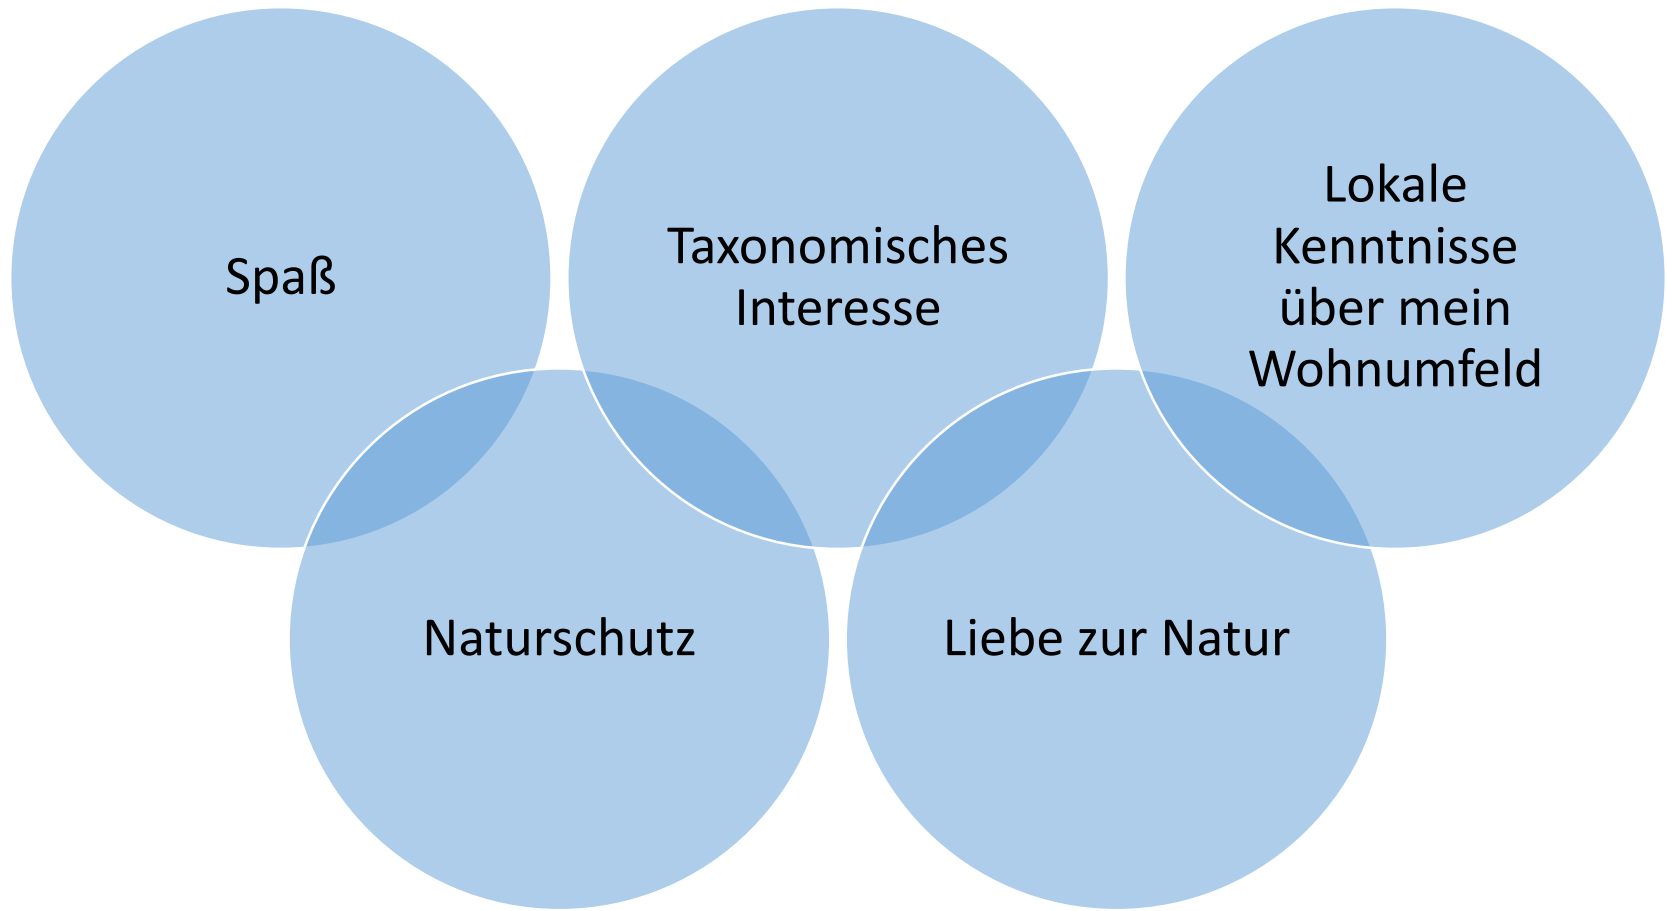 Spaß
Taxonomisches
Interesse
Lokale
Kenntnisse
über mein
Wohnumfeld
Naturschutz
Liebe zur Natur